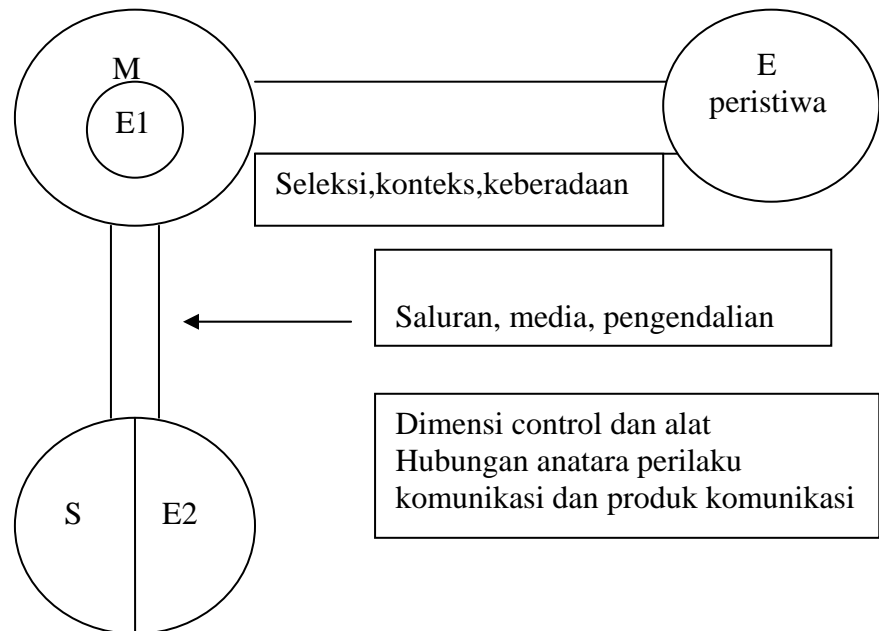 M
E1
E
peristiwa
Seleksi,konteks,keberadaan
Saluran, media, pengendalian
Dimensi control dan alat
Hubungan anatara perilaku
komunikasi dan produk komunikasi
S
E2